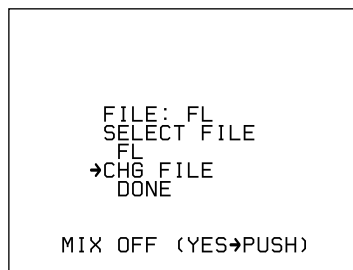 FILE: FL
SELECT FILE
FL
→CHG FILE
DONE
MIX OFF (YES→PUSH)